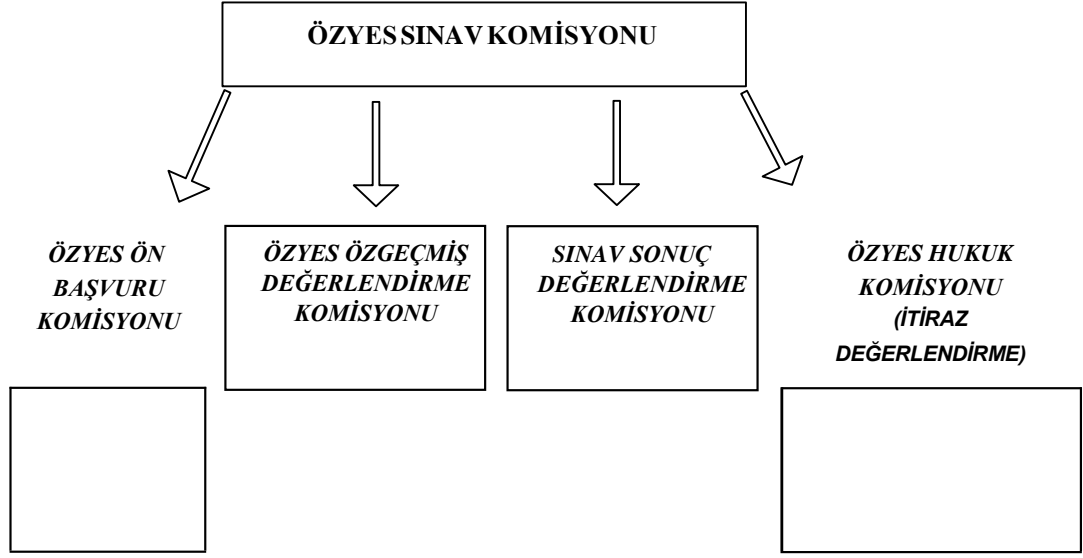 ÖZYES SINAV KOMİSYONU
ÖZYES ÖN
BAŞVURU
KOMİSYONU
ÖZYES ÖZGEÇMİŞ
DEĞERLENDİRME
KOMİSYONU
SINAV SONUÇ
DEĞERLENDİRME
KOMİSYONU
ÖZYES HUKUK
KOMİSYONU
(İTİRAZ
DEĞERLENDİRME)